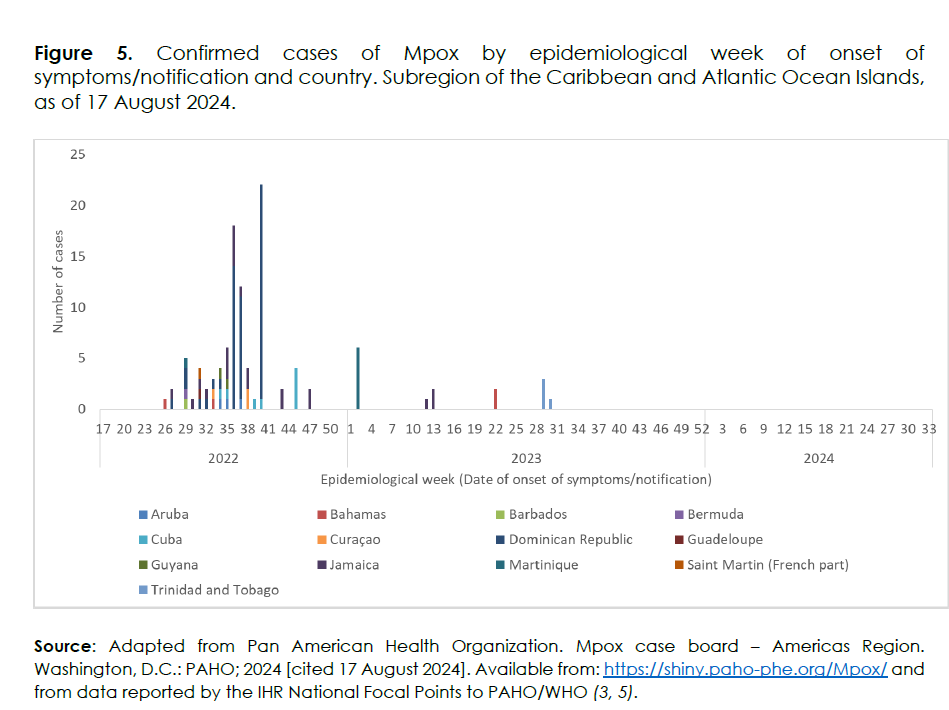 Figure 5. Confirmed cases of Mpox by epidemiological week of onset of
symptoms/notification and country. Subregion of the Caribbean and Atlantic Ocean Islands,
as of 17 August 2024.
25
20
15
10
5
0
Number of cases
17 20 23 26 29 32 35 38 41 44 47 50 1 4 7 10 13 16 19 22 25 28 31 34 37 40 43 46 49 52 3 6 9 12 15 18 21 24 27 30 33
2022 2023 2024
Epidemiological week (Date of onset of symptoms/notification)
Aruba Bahamas Barbados Bermuda
Cuba Curaçao Dominican Republic Guadeloupe
Guyana Jamaica Martinique Saint Martin (French part)
Trinidad and Tobago
Source: Adapted from Pan American Health Organization. Mpox case board – Americas Region.
Washington, D.C.: PAHO; 2024 [cited 17 August 2024]. Available from: https://shiny.paho-phe.org/Mpox/ and
from data reported by the IHR National Focal Points to PAHO/WHO (3, 5).